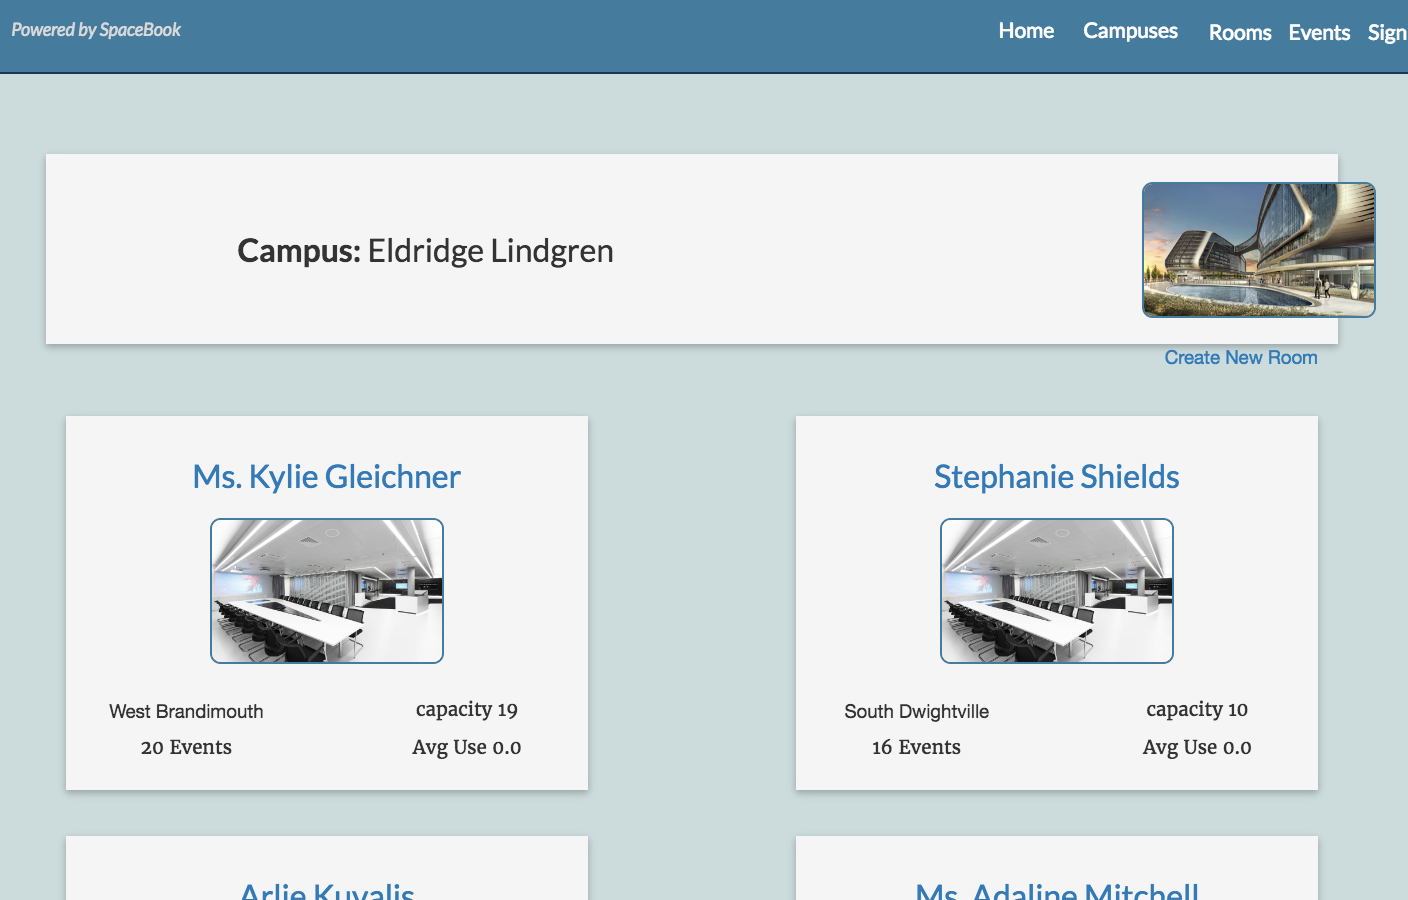 Powered by SpaceBook
Home Campuses Rooms Events Sign
Campus: Eldridge Lindgren
Create New Room
Ms. Kylie Gleichner
West Brandimouth capacity 19
20 Events Avg Use 0.0
Stephanie Shields
South Dwightville capacity 10
16 Events Avg Use 0.0
Arlie Kuvalis
Ms. Adaline Mitchell